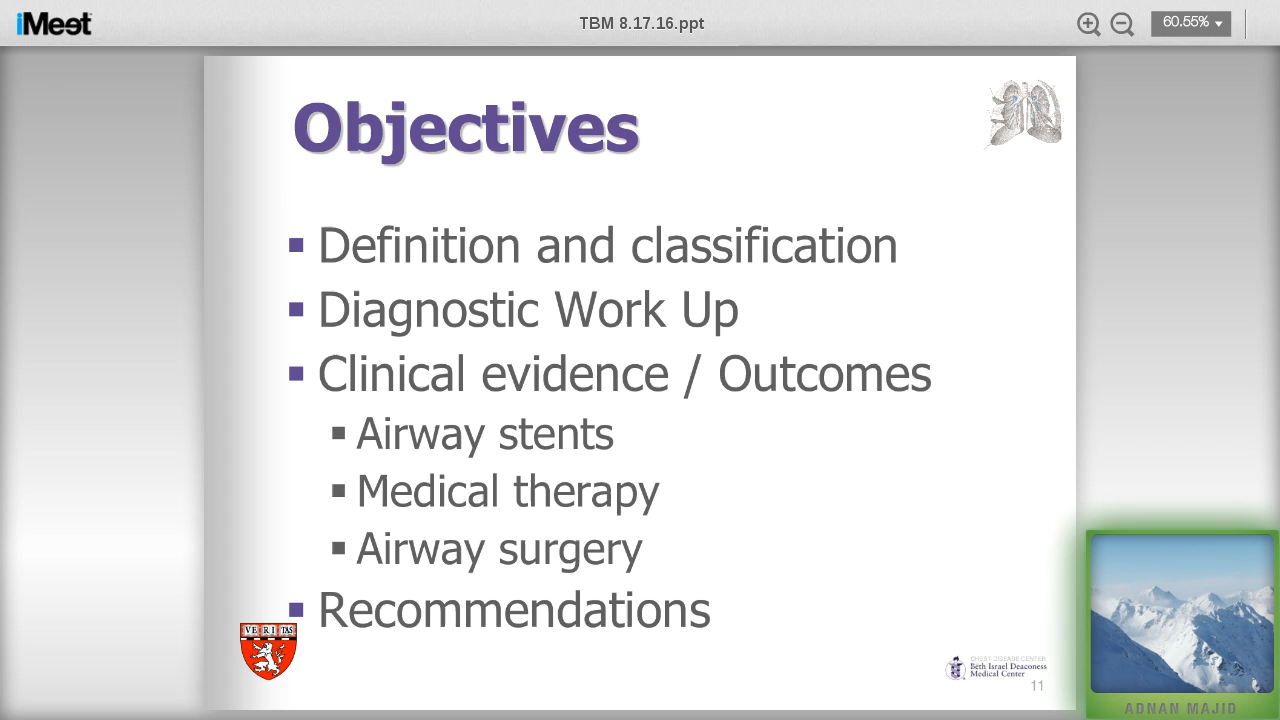 iMeet
TBM 8.17.16.ppt
60.55%
Objectives
Definition and classification
Diagnostic Work Up
Clinical evidence / Outcomes
Airway stents
Medical therapy
Airway surgery
Recommendations
VE RI TAS
CHEST DISEASE CENTER
Beth Israel Deaconess
Medical Center
11
ADNAN MAJID